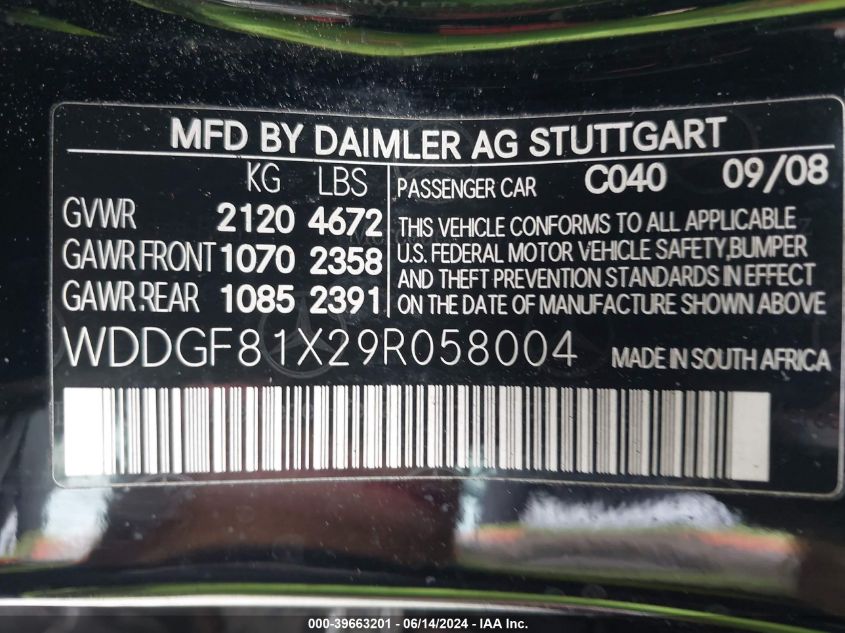 MFD BY DAIMLER AG STUTTGART
KG LBS PASSENGER CAR C040 09/08
GVWR 2120 4672 THIS VEHICLE CONFORMS TO ALL APPLICABLE
GAWR FRONT 1070 2358 U.S. FEDERAL MOTOR VEHICLE SAFETY,BUMPER
GAWR REAR 1085 2391 AND THEFT PREVENTION STANDARDS IN EFFECT
ON THE DATE OF MANUFACTURE SHOWN ABOVE
WDDGF81X29R058004 MADE IN SOUTH AFRICA
000-39663201 - 06/14/2024 - IAA Inc.